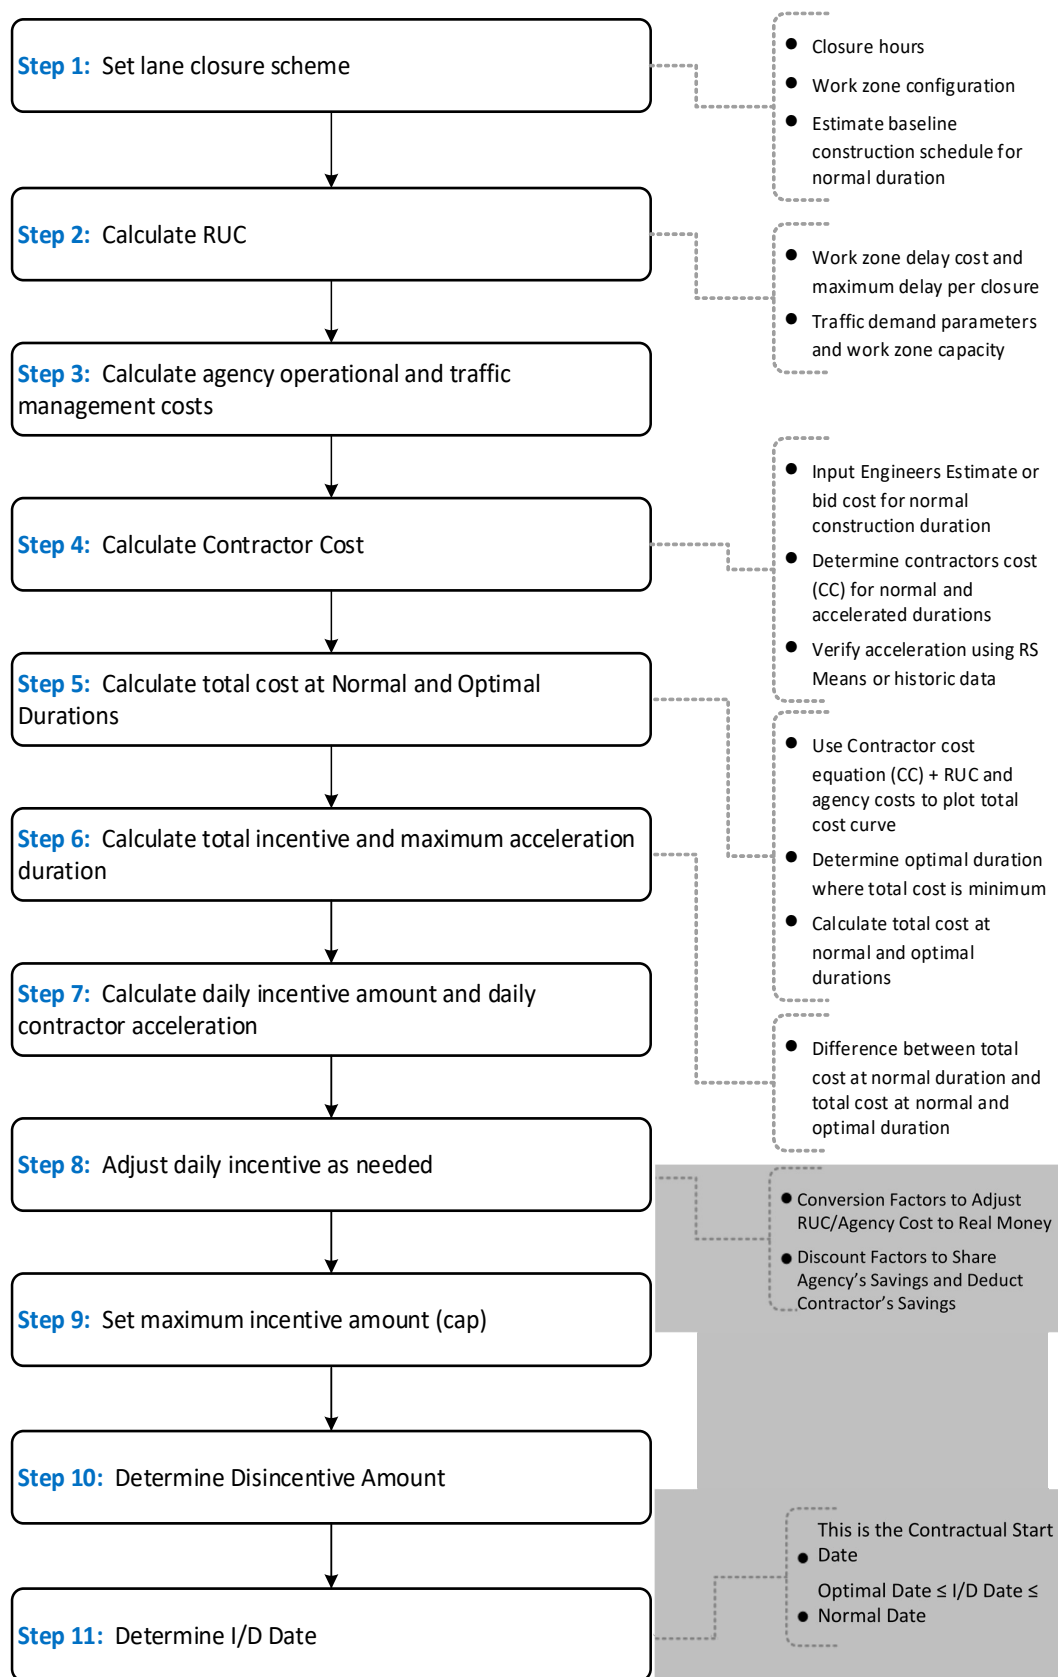 Step 1: Set lane closure scheme
● Closure hours
● Work zone configuration
● Estimate baseline
construction schedule for
normal duration
Step 2: Calculate RUC
● Work zone delay cost and
maximum delay per closure
● Traffic demand parameters
and work zone capacity
Step 3: Calculate agency operational and traffic
management costs
Step 4: Calculate Contractor Cost
● Input Engineers Estimate or
bid cost for normal
construction duration
● Determine contractors cost
(CC) for normal and
accelerated durations
● Verify acceleration using RS
Means or historic data
Step 5: Calculate total cost at Normal and Optimal
Durations
● Use Contractor cost
equation (CC) + RUC and
agency costs to plot total
cost curve
● Determine optimal duration
where total cost is minimum
● Calculate total cost at
normal and optimal
durations
Step 6: Calculate total incentive and maximum acceleration
duration
● Difference between total
cost at normal duration and
total cost at normal and
optimal duration
Step 7: Calculate daily incentive amount and daily
contractor acceleration
Step 8: Adjust daily incentive as needed
● Conversion Factors to Adjust
RUC/Agency Cost to Real Money
● Discount Factors to Share
Agency's Savings and Deduct
Contractor's Savings
Step 9: Set maximum incentive amount (cap)
Step 10: Determine Disincentive Amount
Step 11: Determine I/D Date
This is the Contractual Start
● Date
Optimal Date ≤ I/D Date ≤
● Normal Date